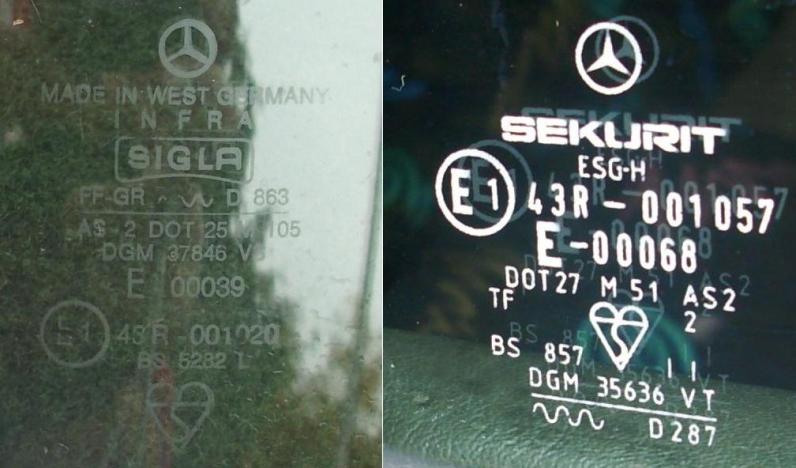 MADE IN WEST GERMANY
INFRA
SIGLA
FF-GR D 863
AS-2 DOT 25 M 105
DGM 37846
E 00039
E1 43R-001020
BS 5282 L
SEKURIT
ESG-H
E1 43R-001057
E-00068
DOT27 M 51 AS2
TF 2
BS 857 II
DGM 35636 VT
D287